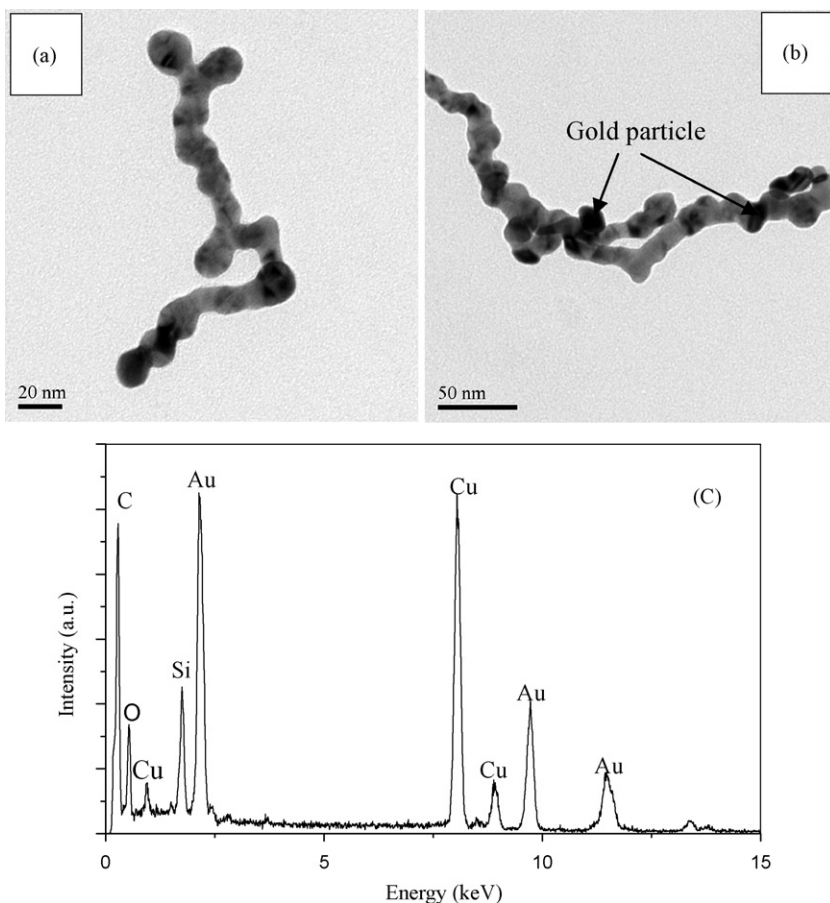 (a)
(b)
Gold particle
20 nm
50 nm
(C)
Au
Cu
C
Si
Au
O
Cu
Cu
Au
Intensity (a.u.)
0
5
10
15
Energy (keV)